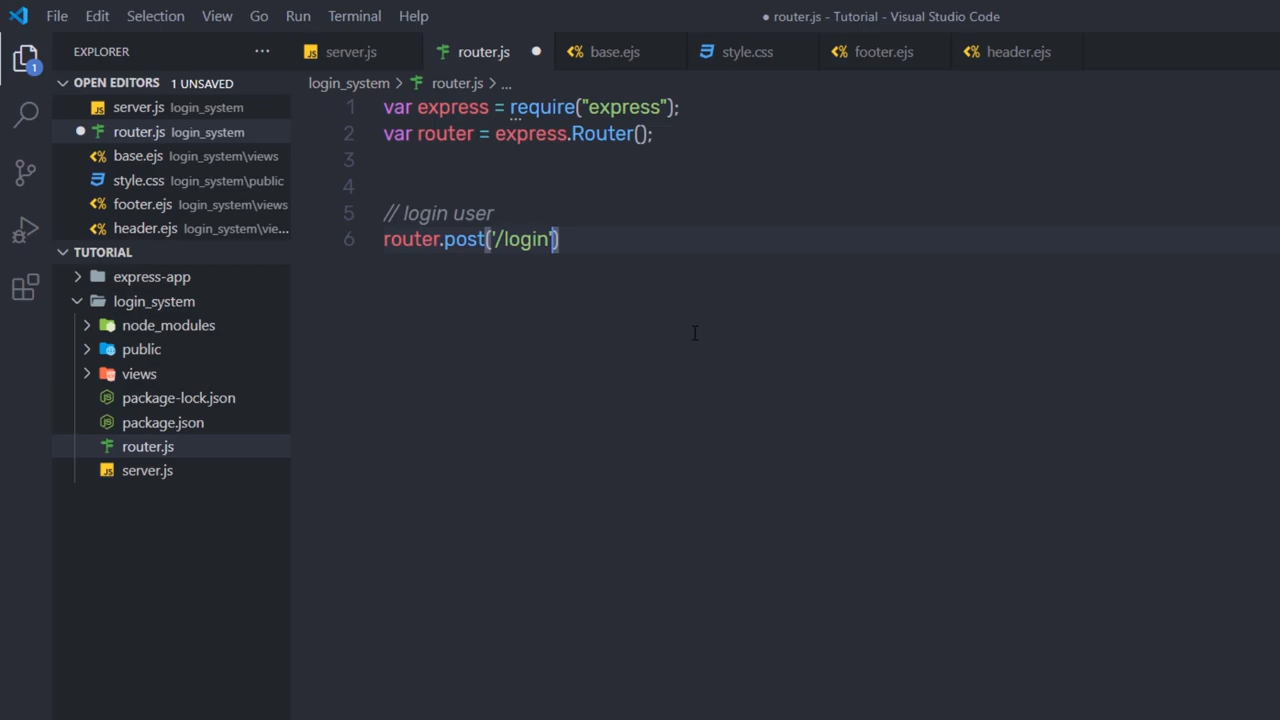 File Edit Selection View Go Run Terminal Help
● router.js - Tutorial - Visual Studio Code
1
EXPLORER ...
server.js
router.js
base.ejs
style.css
footer.ejs
header.ejs
OPEN EDITORS 1 UNSAVED
server.js login_system
router.js login_system
base.ejs login_system\views
style.css login_system\public
footer.ejs login_system\views
header.ejs login_system\vie...
TUTORIAL
express-app
login_system
node_modules
public
views
package-lock.json
package.json
router.js
server.js
login_system > router.js > ...
1 var express = require("express");
2 var router = express.Router();
3
4
5 // login user
6 router.post('/login')